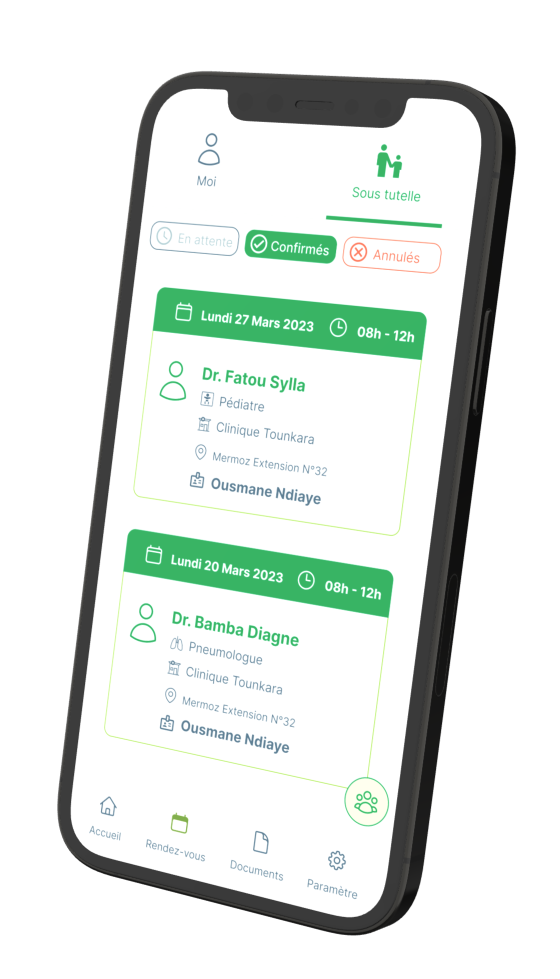 Moi
Sous tutelle
En attente
Confirmés
Annulés
Lundi 27 Mars 2023 08h - 12h
Dr. Fatou Sylla
Pédiatre
Clinique Tounkara
Mermoz Extension N°32
Ousmane Ndiaye
Lundi 20 Mars 2023 08h - 12h
Dr. Bamba Diagne
Pneumologue
Clinique Tounkara
Mermoz Extension N°32
Ousmane Ndiaye
Accueil
Rendez-vous
Documents
Paramètre